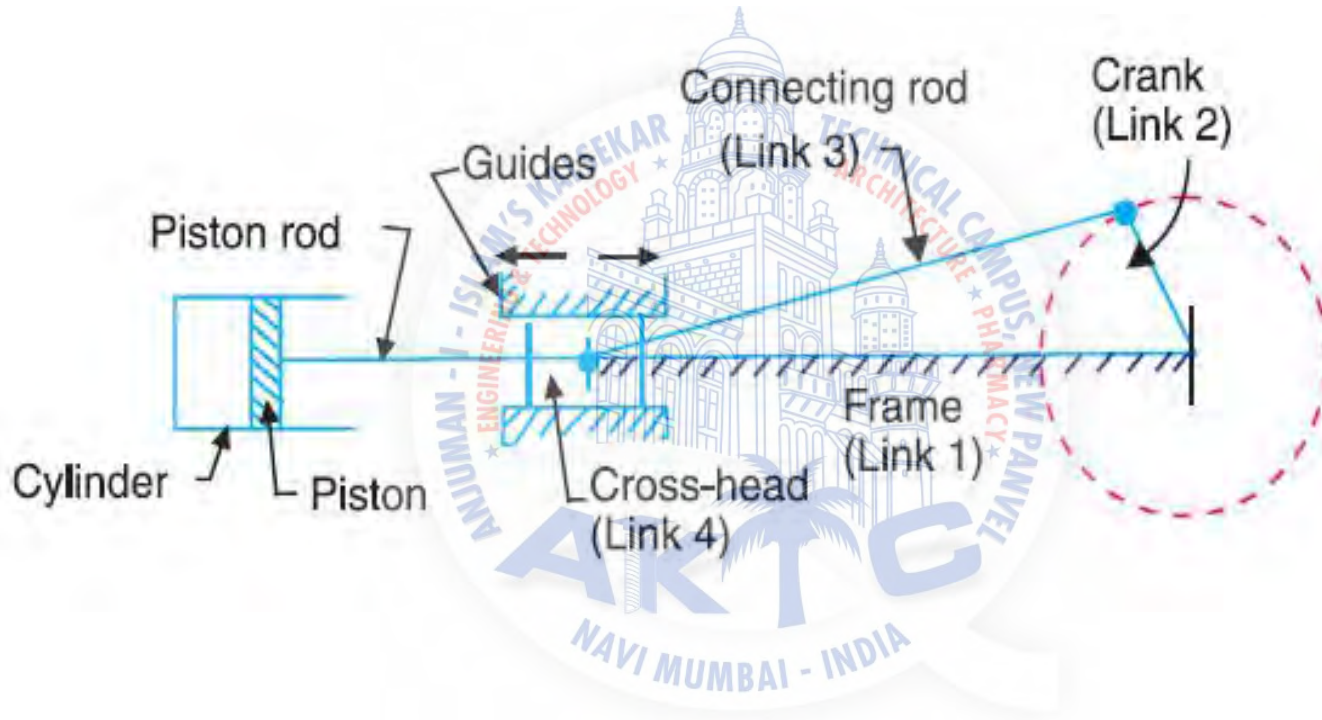 Connecting rod
(Link 3)
Crank
(Link 2)
Guides
Piston rod
Frame
(Link 1)
Cylinder
Piston
Cross-head
(Link 4)
ANJUMAN - I - ISLAM'S KALSEKAR TECHNICAL CAMPUS, NEW PANVEL
ENGINEERING & TECHNOLOGY ★ ARCHITECTURE ★ PHARMACY
AKTC
NAVI MUMBAI - INDIA